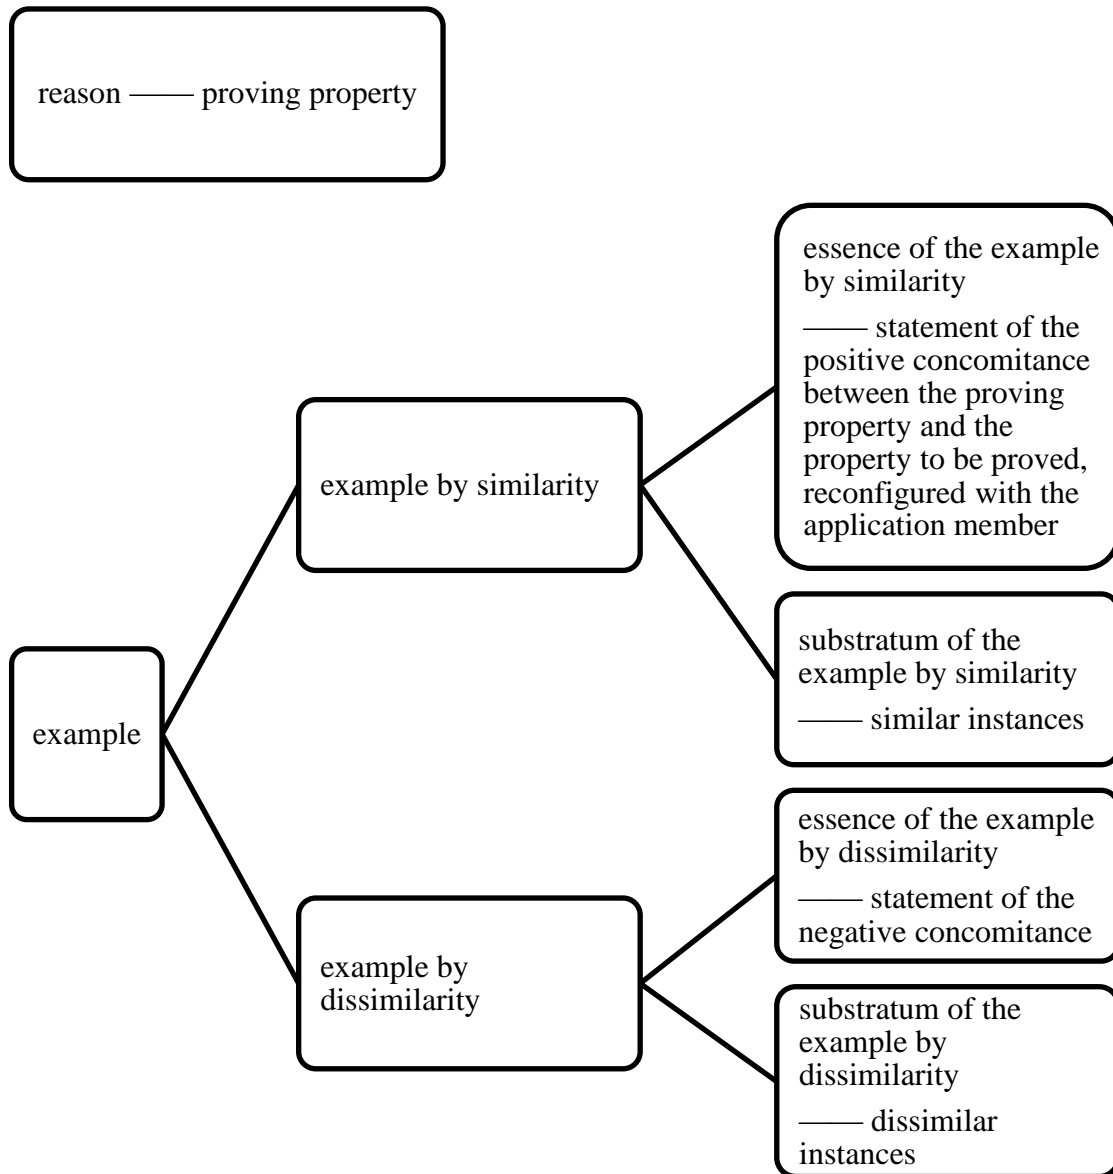 reason —— proving property
essence of the example
by similarity
—— statement of the
positive concomitance
between the proving
property and the
property to be proved,
reconfigured with the
application member
example by similarity
substratum of the
example by similarity
—— similar instances
example
essence of the example
by dissimilarity
—— statement of the
negative concomitance
example by
dissimilarity
substratum of the
example by
dissimilarity
—— dissimilar
instances